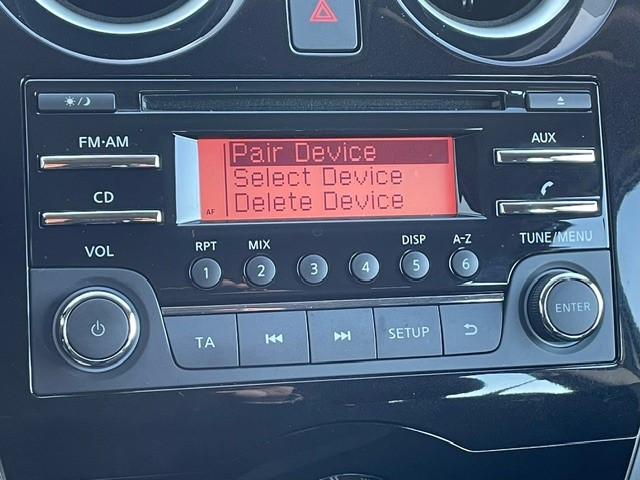 FM·AM
AUX
Pair Device
Select Device
Delete Device
AF
CD
VOL
TUNE/MENU
RPT
MIX
DISP
A-Z
1
2
3
4
5
6
TA
SETUP
ENTER